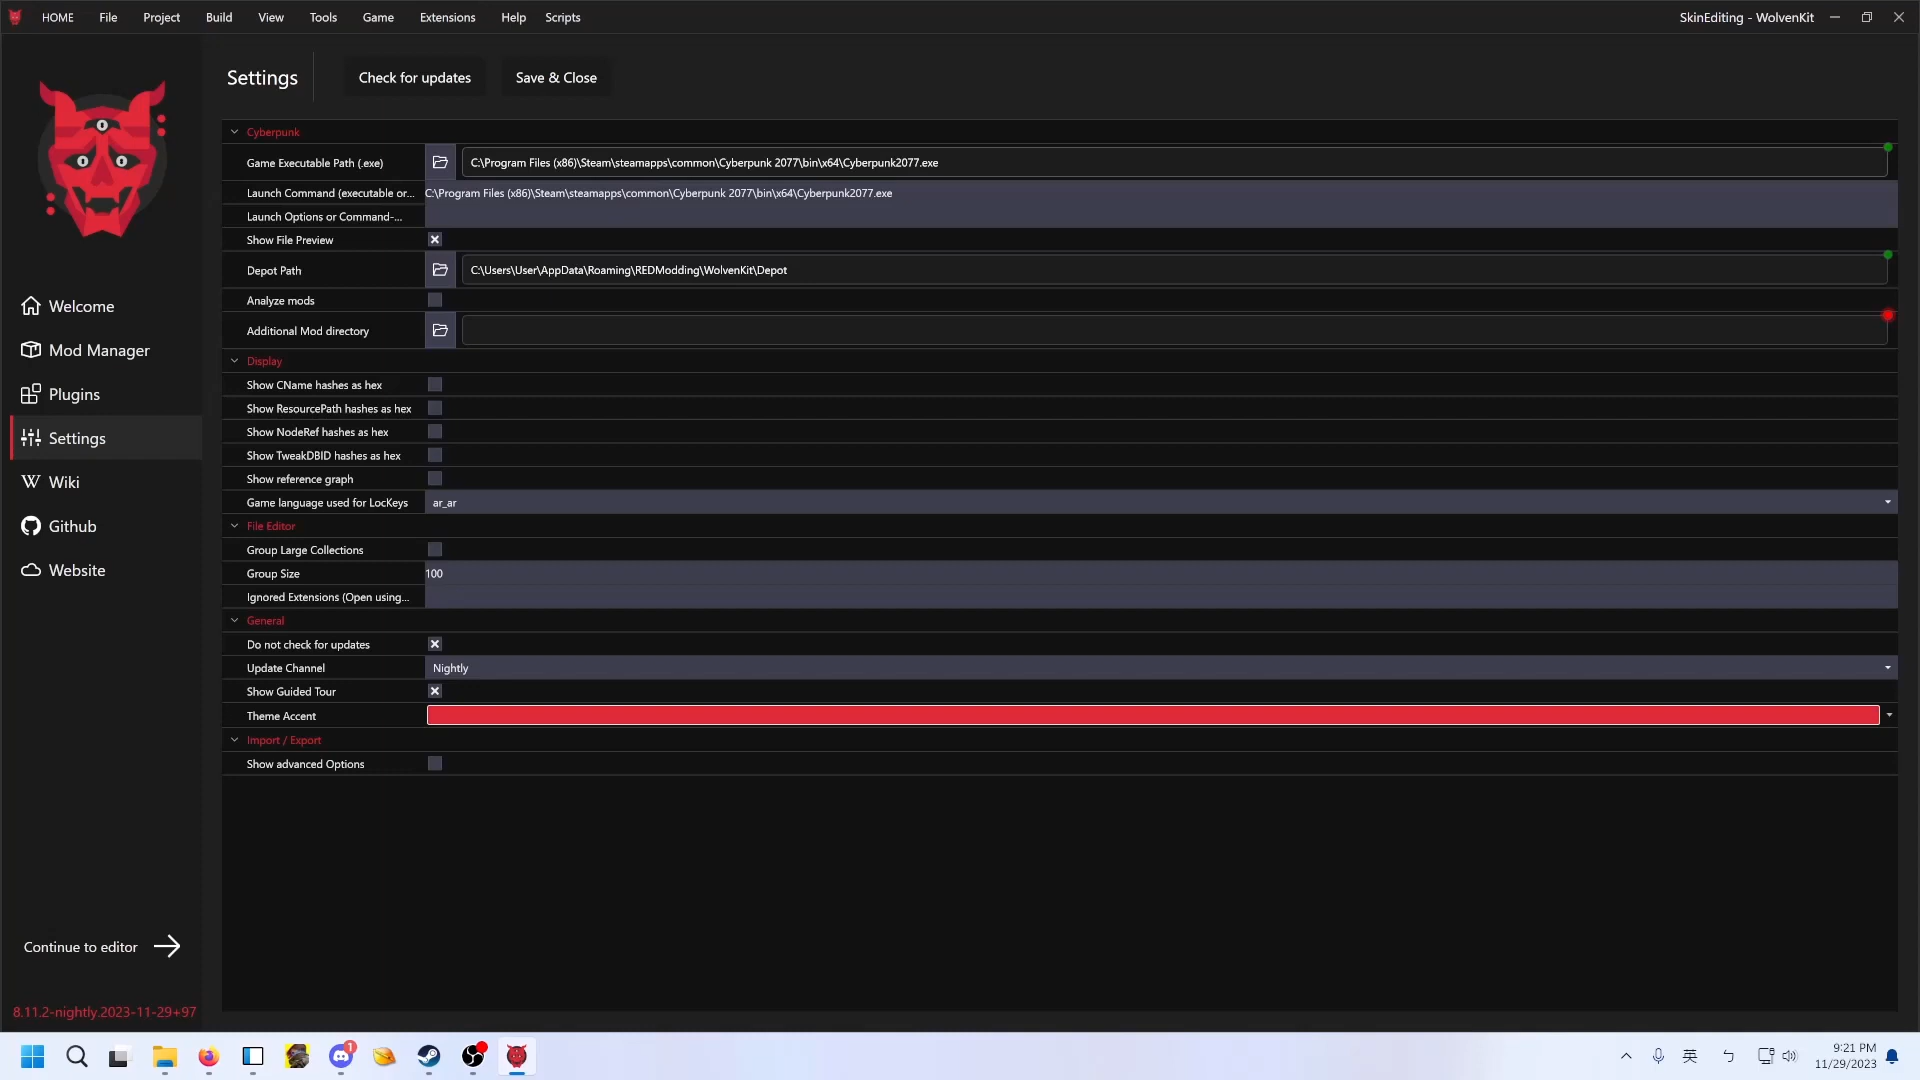 HOME File Project Build View Tools Game Extensions Help Scripts SkinEditing - WolvenKit
Settings Check for updates Save & Close
Cyberpunk
Game Executable Path (.exe) C:\Program Files (x86)\Steam\steamapps\common\Cyberpunk 2077\bin\x64\Cyberpunk2077.exe
Launch Command (executable or... C:\Program Files (x86)\Steam\steamapps\common\Cyberpunk 2077\bin\x64\Cyberpunk2077.exe
Launch Options or Command-...
Show File Preview
Depot Path C:\Users\User\AppData\Roaming\REDModding\WolvenKit\Depot
Analyze mods
Additional Mod directory
Display
Show CName hashes as hex
Show ResourcePath hashes as hex
Show NodeRef hashes as hex
Show TweakDBID hashes as hex
Show reference graph
Game language used for LocKeys ar_ar
File Editor
Group Large Collections
Group Size 100
Ignored Extensions (Open using...
General
Do not check for updates
Update Channel Nightly
Show Guided Tour
Theme Accent
Import / Export
Show advanced Options
Welcome
Mod Manager
Plugins
Settings
Wiki
Github
Website
Continue to editor
8.11.2-nightly.2023-11-29+97
1
英
9:21 PM
11/29/2023